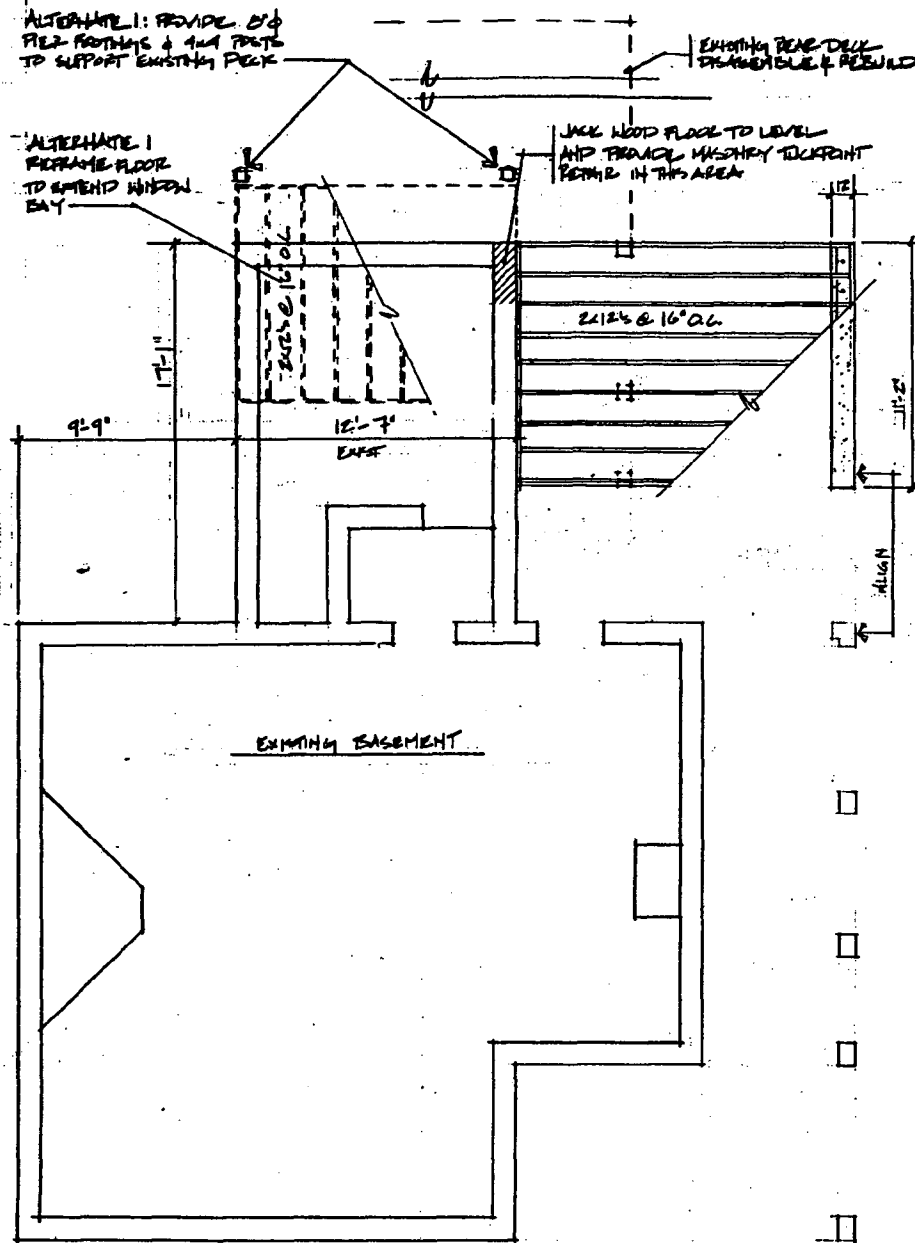 ALTERNATE 1: PROVIDE 8"ϕ
PIER FOOTINGS & 4x4 POSTS
TO SUPPORT EXISTING DECK
EXISTING REAR DECK
DISASSEMBLE & REBUILD
ALTERNATE 1
REFRAME FLOOR
TO EXTEND WINDOW
BAY
JACK WOOD FLOOR TO LEVEL
AND PROVIDE MASONRY TUCKPOINT
REPAIR IN THIS AREA
12"
2x12's @ 16" O.C.
2x12's @ 16" O.C.
17'-1"
11'-2"
9'-9"
12'-7"
EXIST
ALIGN
EXISTING BASEMENT